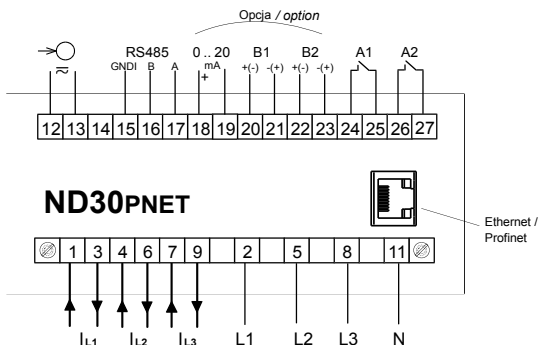 Opcja / option
RS485 0 .. 20 B1 B2 A1 A2
GNDI B A mA +(-) -(+) +(-) -(+)
+
12 13 14 15 16 17 18 19 20 21 22 23 24 25 26 27
ND30PNET
Ethernet /
Profinet
1 3 4 6 7 9 2 5 8 11
IL1 IL2 IL3 L1 L2 L3 N